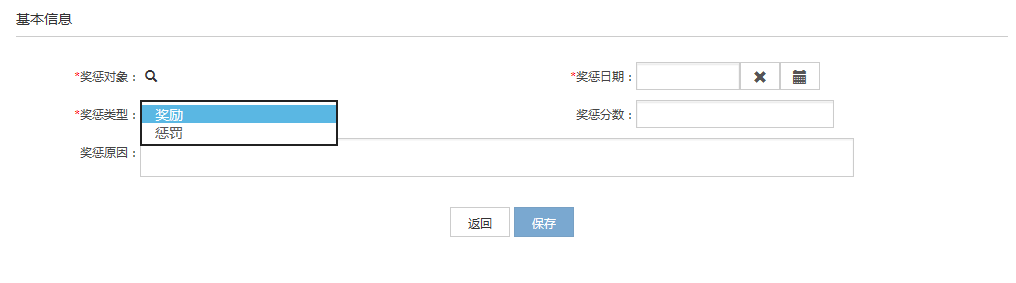 基本信息
*奖惩对象： *奖惩日期：
*奖惩类型： 奖励 奖惩分数：
惩罚
奖惩原因：
返回 保存